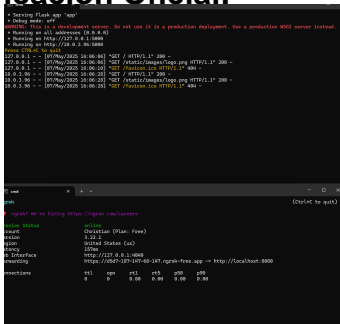 * Serving Flask app 'app'
* Debug mode: off
WARNING: This is a development server. Do not use it in a production deployment. Use a production WSGI server instead.
* Running on all addresses (0.0.0.0)
* Running on http://127.0.0.1:5000
* Running on http://10.0.3.96:5000
Press CTRL+C to quit
127.0.0.1 - - [07/May/2025 16:06:06] "GET / HTTP/1.1" 200 -
127.0.0.1 - - [07/May/2025 16:06:06] "GET /static/images/logo.png HTTP/1.1" 200 -
127.0.0.1 - - [07/May/2025 16:06:10] "GET /favicon.ico HTTP/1.1" 404 -
10.0.3.96 - - [07/May/2025 16:06:28] "GET / HTTP/1.1" 200 -
10.0.3.96 - - [07/May/2025 16:06:28] "GET /static/images/logo.png HTTP/1.1" 200 -
10.0.3.96 - - [07/May/2025 16:06:28] "GET /favicon.ico HTTP/1.1" 404 -
cmd
ngrok (Ctrl+C to quit)
ngrok? We're hiring https://ngrok.com/careers
ession Status online
ccount Christian (Plan: Free)
ersion 3.22.1
egion United States (us)
atency 157ms
eb Interface http://127.0.0.1:4040
orwarding -> http://localhost:8080
onnections ttl opn rt1 rt5 p50 p90
0 0 0.00 0.00 0.00 0.00